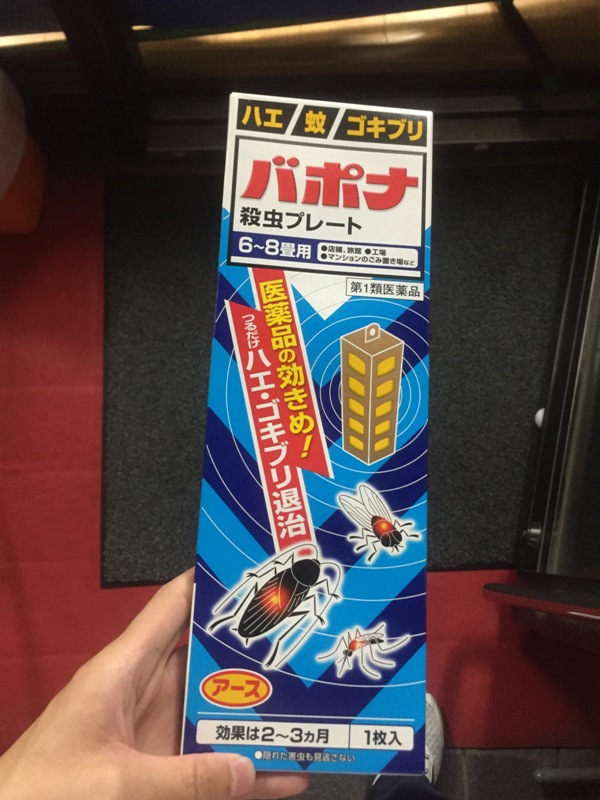 ハエ/蚊/ゴキブリ
バポナ
殺虫プレート
6~8畳用
●店舗、旅館 ●工場
●マンションのごみ置き場など
第1類医薬品
医薬品の効きめ!
つるだけ
ハエ・ゴキブリ退治
アース
効果は2~3ヵ月
1枚入
●隠れた害虫も見逃さない